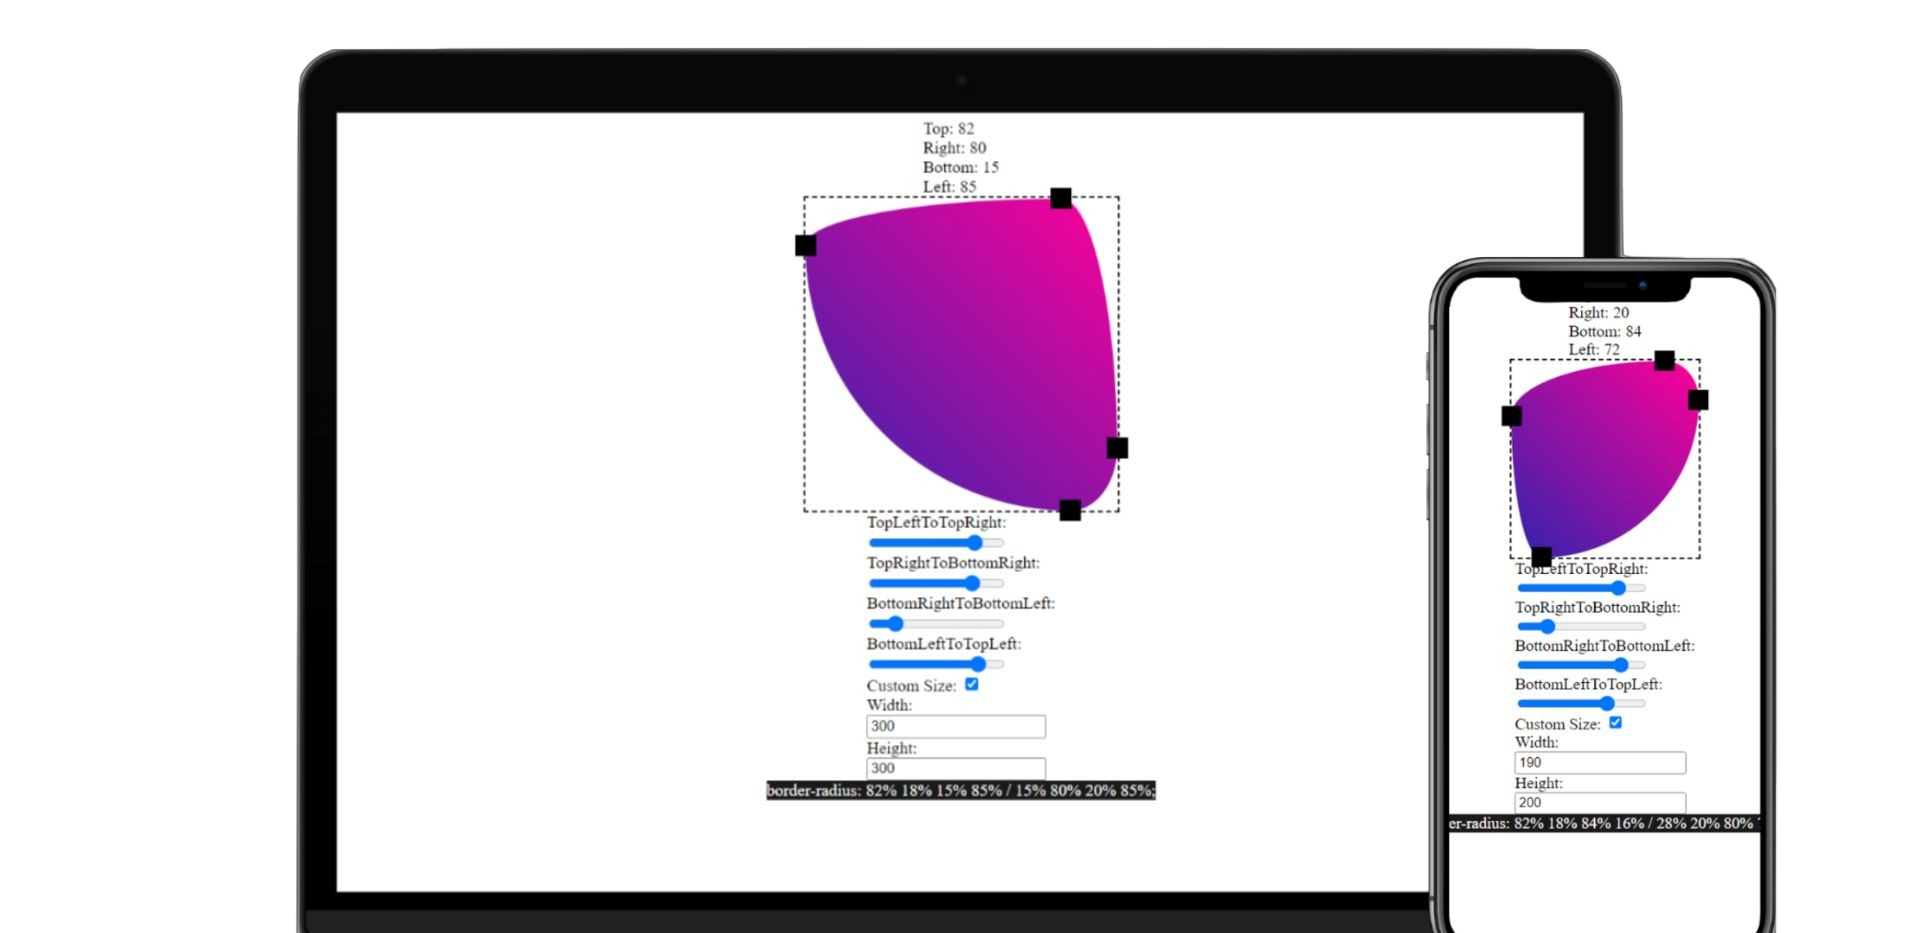 Top: 82
Right: 80
Bottom: 15
Left: 85
TopLeftToTopRight:
TopRightToBottomRight:
BottomRightToBottomLeft:
BottomLeftToTopLeft:
Custom Size:
Width:
300
Height:
300
border-radius: 82% 18% 15% 85% / 15% 80% 20% 85%;
Right: 20
Bottom: 84
Left: 72
TopLeftToTopRight:
TopRightToBottomRight:
BottomRightToBottomLeft:
BottomLeftToTopLeft:
Custom Size:
Width:
190
Height:
200
er-radius: 82% 18% 84% 16% / 28% 20% 80%